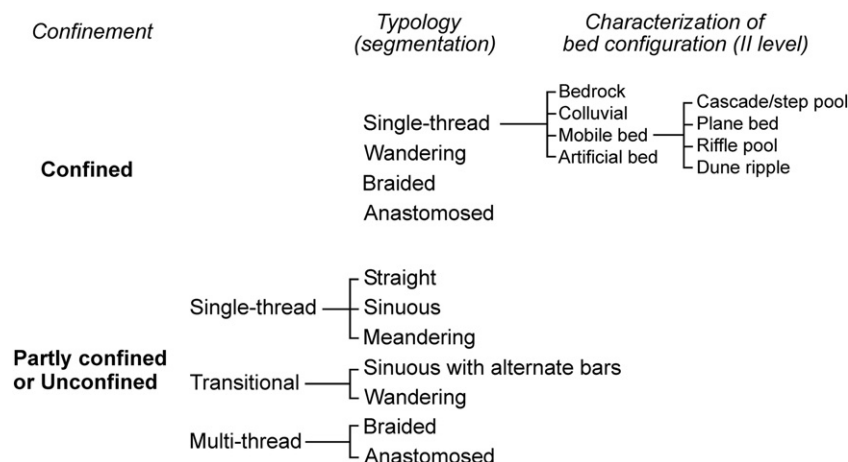 Confinement
Typology
(segmentation)
Characterization of
bed configuration (II level)
Confined
Single-thread
Wandering
Braided
Anastomosed
Bedrock
Colluvial
Mobile bed
Artificial bed
Cascade/step pool
Plane bed
Riffle pool
Dune ripple
Partly confined
or Unconfined
Single-thread
Straight
Sinuous
Meandering
Transitional
Sinuous with alternate bars
Wandering
Multi-thread
Braided
Anastomosed